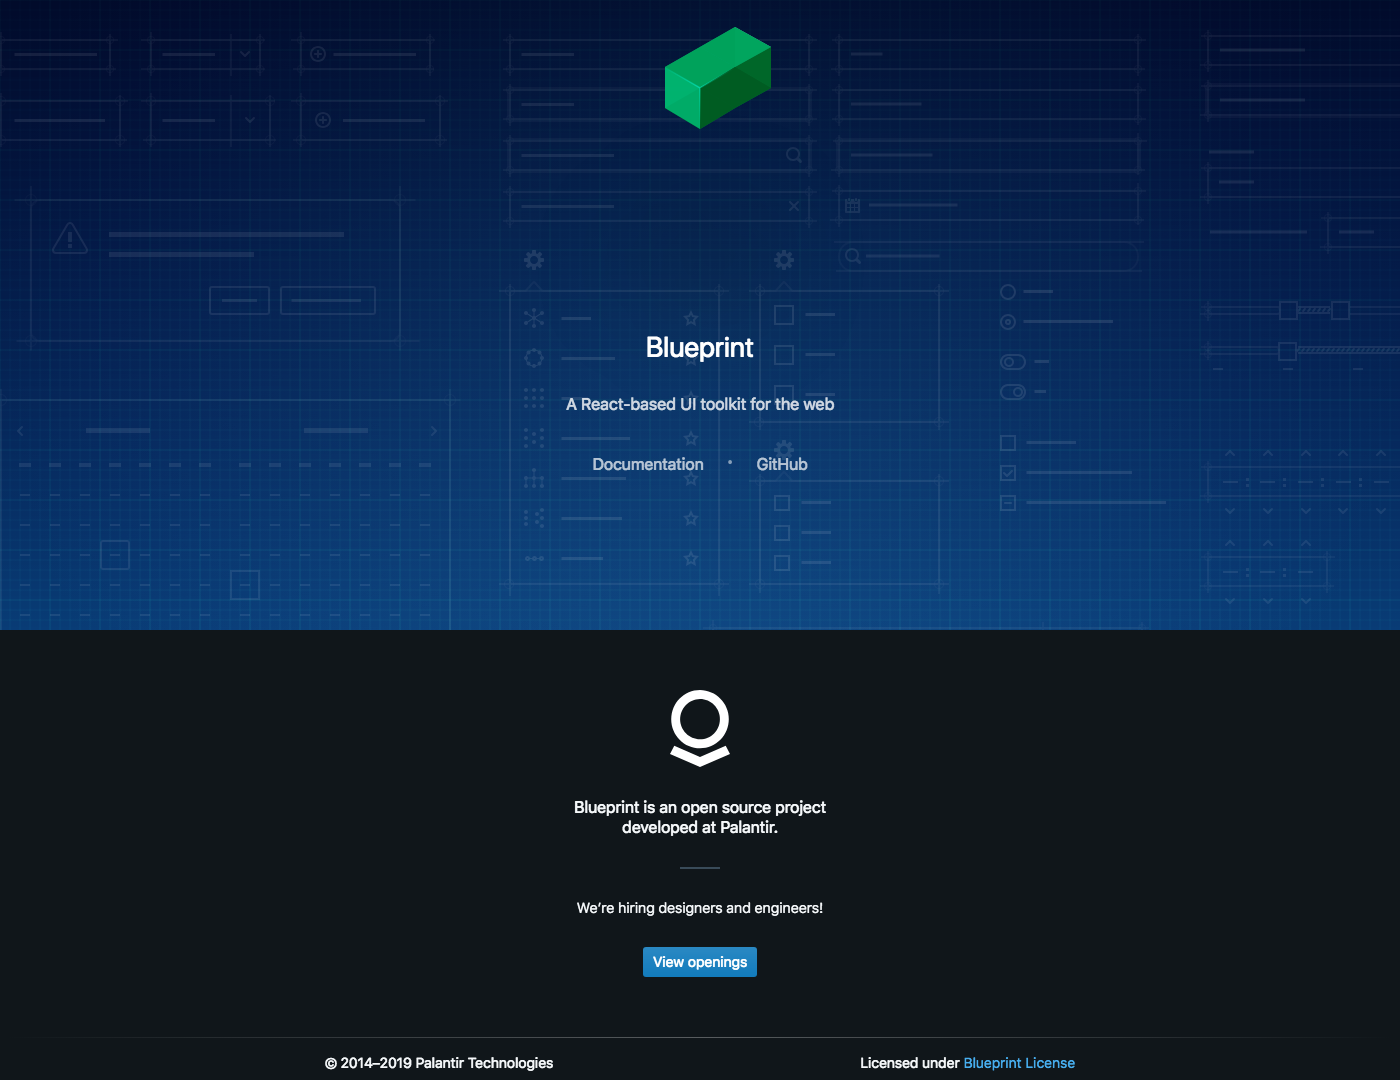 Blueprint
A React-based UI toolkit for the web
Documentation • GitHub
Blueprint is an open source project
developed at Palantir.
We’re hiring designers and engineers!
View openings
© 2014–2019 Palantir Technologies
Licensed under Blueprint License